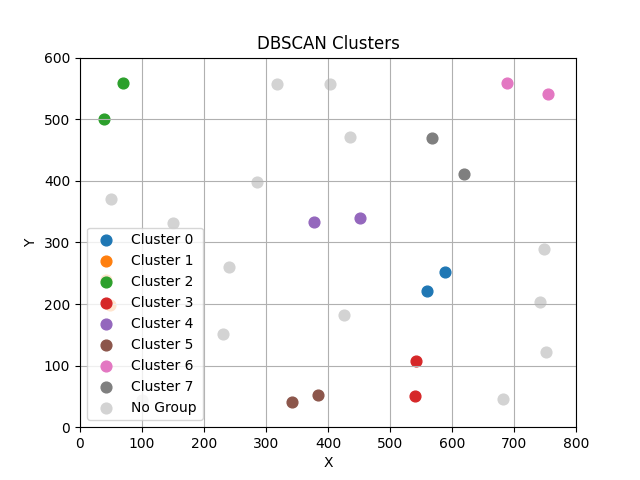 DBSCAN Clusters
600
500
400
300
200
100
0
Y
Cluster 0
Cluster 1
Cluster 2
Cluster 3
Cluster 4
Cluster 5
Cluster 6
Cluster 7
No Group
0 100 200 300 400 500 600 700 800
X